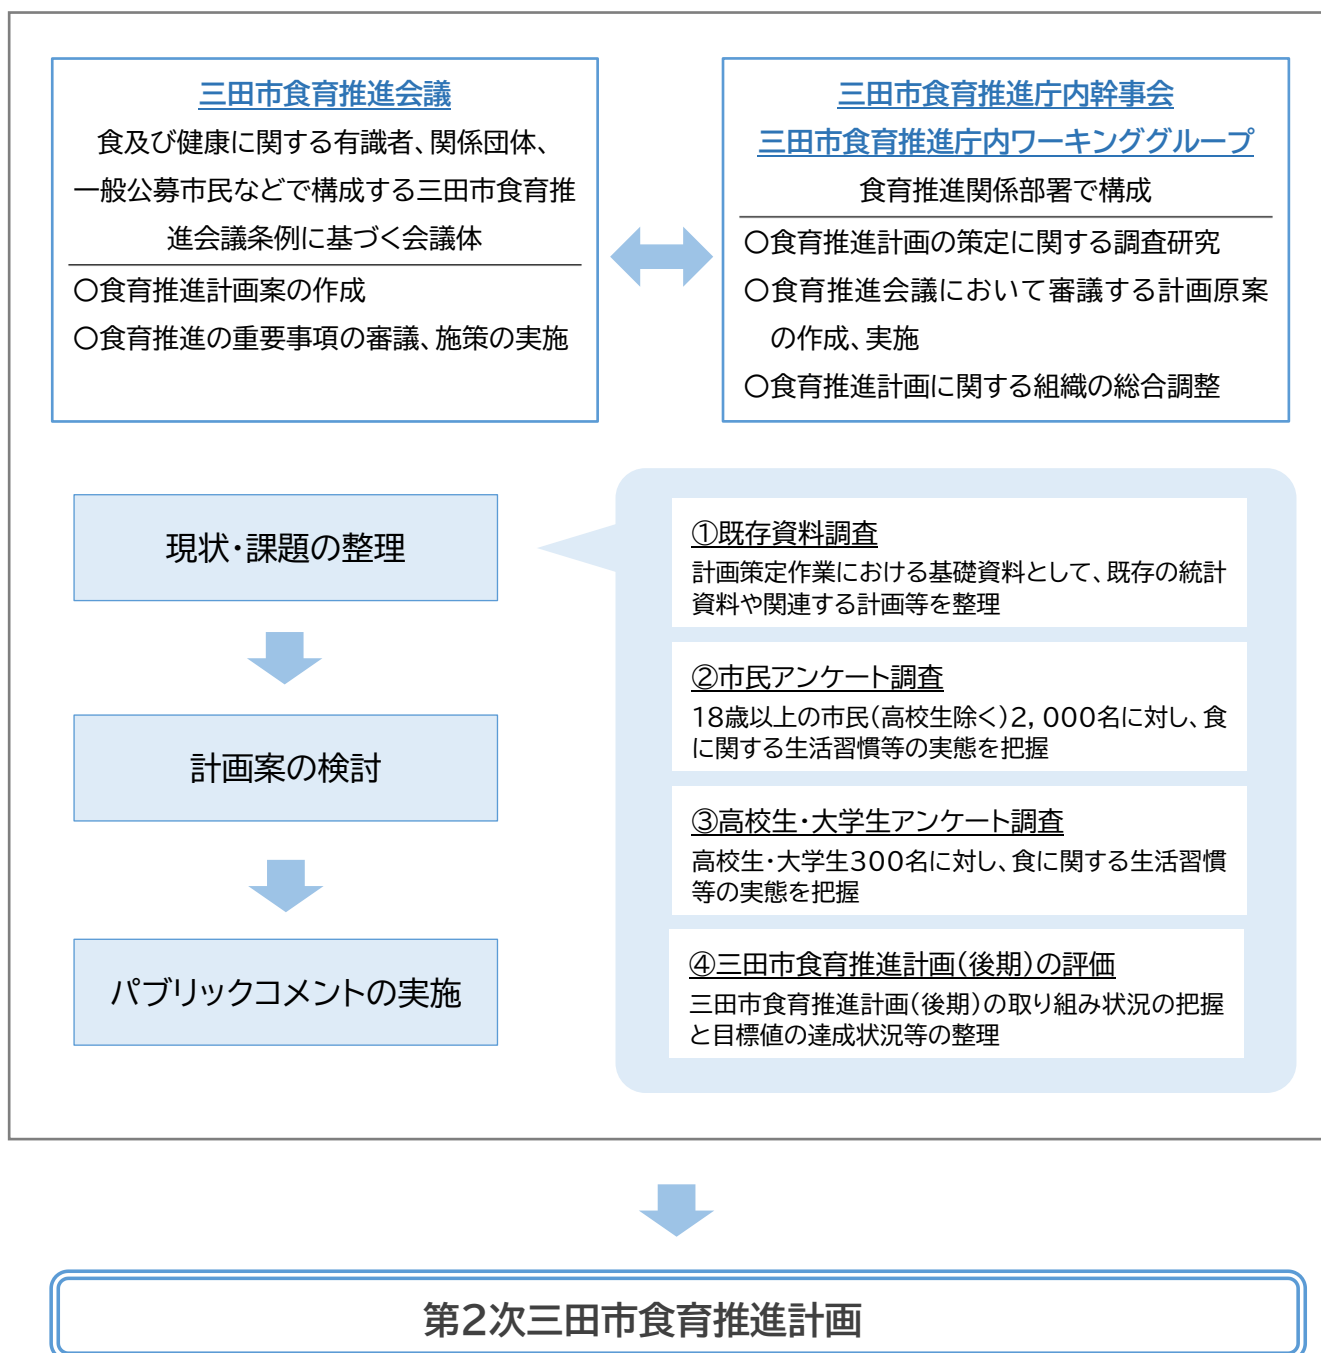 三田市食育推進会議
食及び健康に関する有識者、関係団体、
一般公募市民などで構成する三田市食育推
進会議条例に基づく会議体
〇食育推進計画案の作成
〇食育推進の重要事項の審議、施策の実施
三田市食育推進庁内幹事会
三田市食育推進庁内ワーキンググループ
食育推進関係部署で構成
〇食育推進計画の策定に関する調査研究
〇食育推進会議において審議する計画原案
の作成、実施
〇食育推進計画に関する組織の総合調整
現状・課題の整理
計画案の検討
パブリックコメントの実施
①既存資料調査
計画策定作業における基礎資料として、既存の統計
資料や関連する計画等を整理
②市民アンケート調査
18歳以上の市民(高校生除く)2,000名に対し、食
に関する生活習慣等の実態を把握
③高校生・大学生アンケート調査
高校生・大学生300名に対し、食に関する生活習慣
等の実態を把握
④三田市食育推進計画(後期)の評価
三田市食育推進計画(後期)の取り組み状況の把握
と目標値の達成状況等の整理
第2次三田市食育推進計画